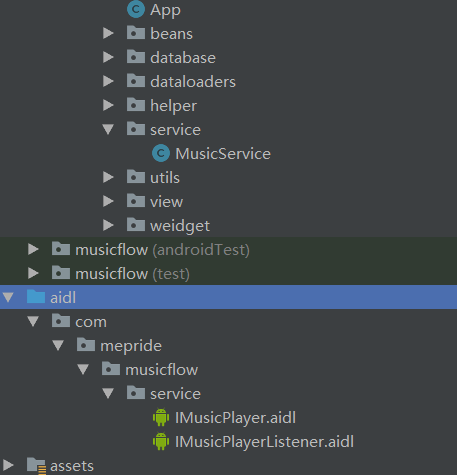 App
beans
database
dataloaders
helper
service
MusicService
utils
view
weidget
musicflow (androidTest)
musicflow (test)
aidl
com
mepride
musicflow
service
IMusicPlayer.aidl
IMusicPlayerListener.aidl
assets